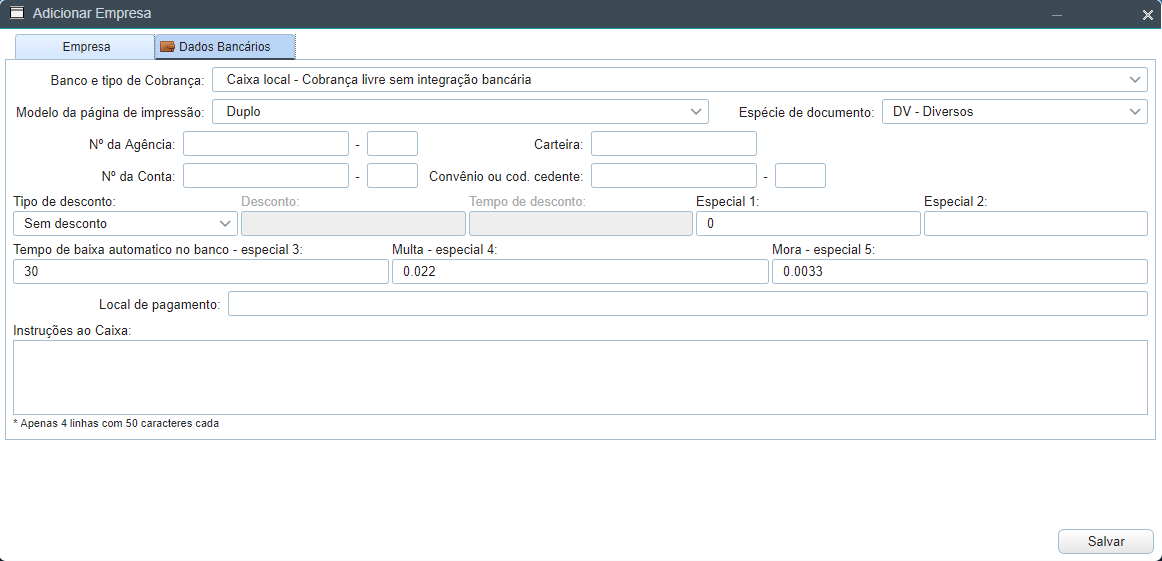 Adicionar Empresa
Empresa
Dados Bancários
Banco e tipo de Cobrança: Caixa local - Cobrança livre sem integração bancária
Modelo da página de impressão: Duplo Espécie de documento: DV - Diversos
Nº da Agência: - Carteira:
Nº da Conta: - Convênio ou cod. cedente: -
Tipo de desconto: Desconto: Tempo de desconto: Especial 1: Especial 2:
Sem desconto 0
Tempo de baixa automatico no banco - especial 3: Multa - especial 4: Mora - especial 5:
30 0.022 0.0033
Local de pagamento:
Instruções ao Caixa:
* Apenas 4 linhas com 50 caracteres cada
Salvar